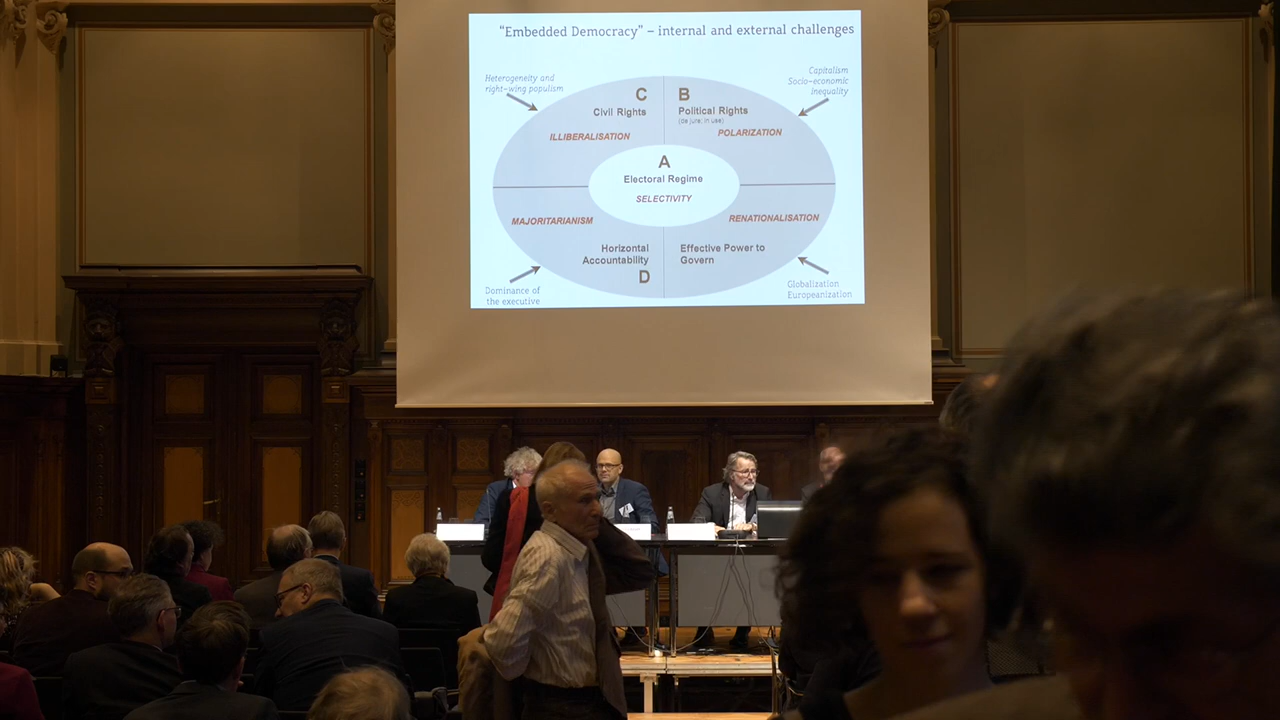 "Embedded Democracy" – internal and external challenges
Heterogeneity and
right-wing populism
Capitalism
Socio-economic
inequality
C
Civil Rights
B
Political Rights
(de jure; in use)
ILLIBERALISATION
POLARIZATION
A
Electoral Regime
SELECTIVITY
MAJORITARIANISM
RENATIONALISATION
Horizontal
Accountability
D
Effective Power to
Govern
Dominance of
the executive
Globalization
Europeanization